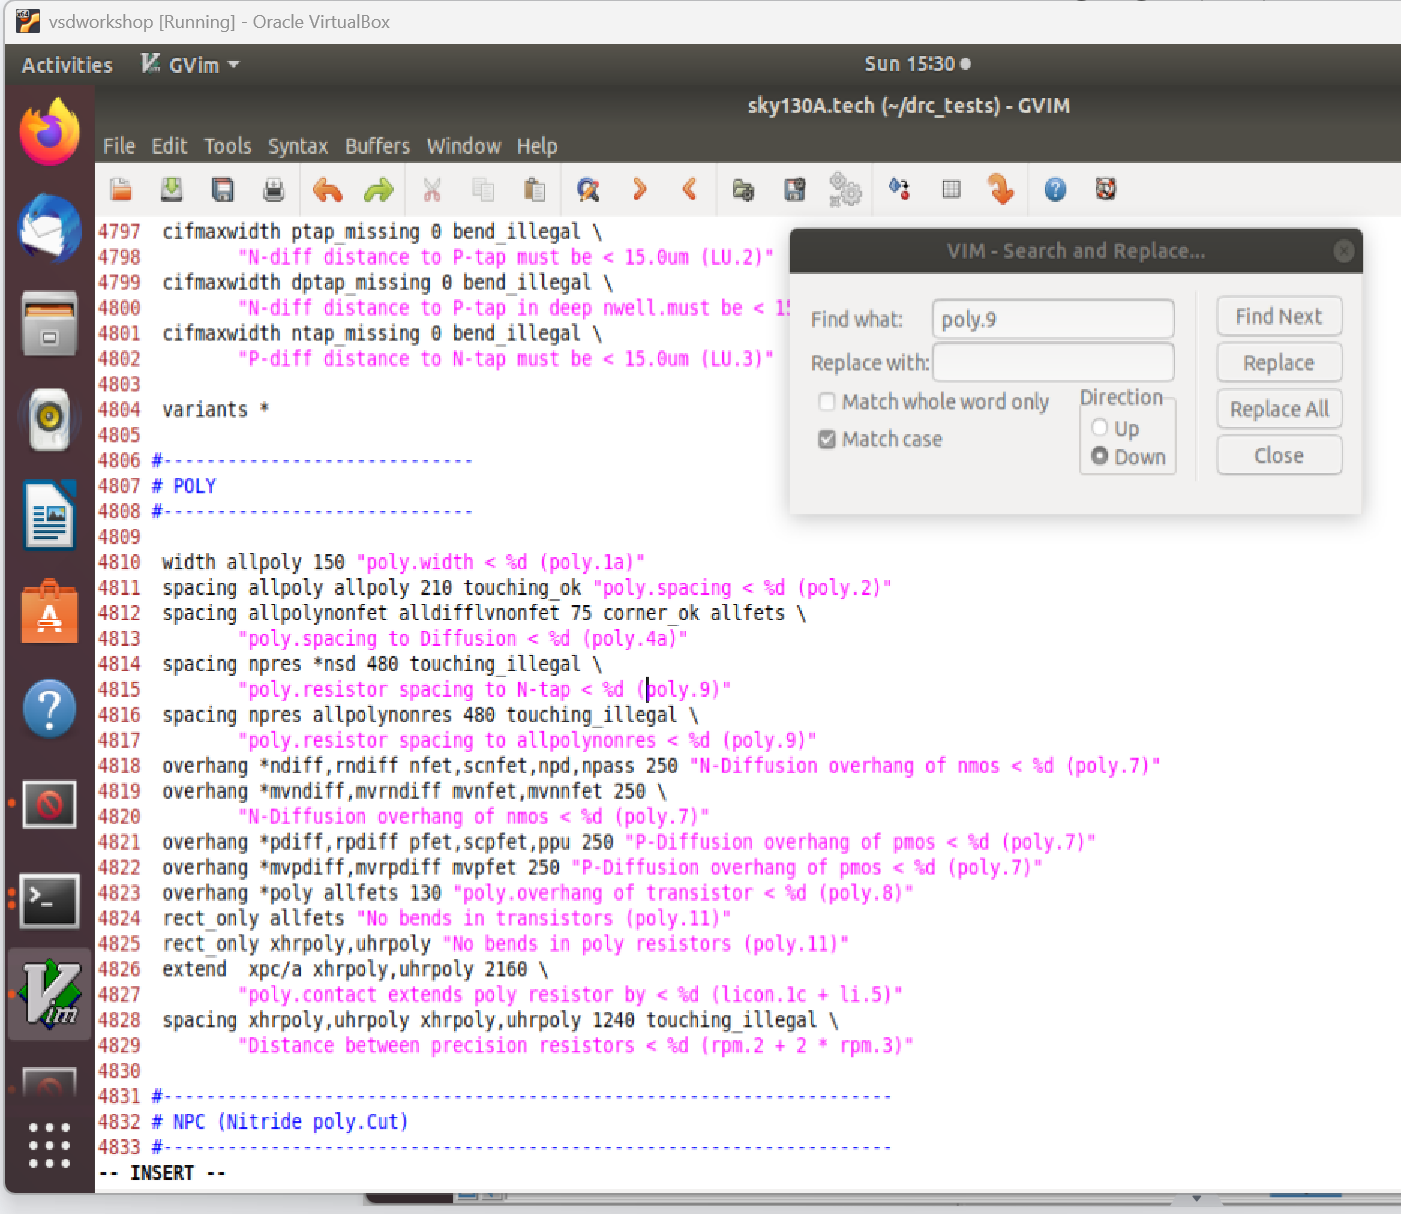 vsdworkshop [Running] - Oracle VirtualBox
Activities GVim Sun 15:30
sky130A.tech (~/drc_tests) - GVIM
File Edit Tools Syntax Buffers Window Help
4797 cifmaxwidth ptap_missing 0 bend_illegal \
4798 "N-diff distance to P-tap must be < 15.0um (LU.2)"
4799 cifmaxwidth dptap_missing 0 bend_illegal \
4800 "N-diff distance to P-tap in deep nwell.must be < 15
4801 cifmaxwidth ntap_missing 0 bend_illegal \
4802 "P-diff distance to N-tap must be < 15.0um (LU.3)"
4803
4804 variants *
4805
4806 #-----------------------------
4807 # POLY
4808 #-----------------------------
4809
4810 width allpoly 150 "poly.width < %d (poly.1a)"
4811 spacing allpoly allpoly 210 touching_ok "poly.spacing < %d (poly.2)"
4812 spacing allpolynonfet alldifflvnonfet 75 corner_ok allfets \
4813 "poly.spacing to Diffusion < %d (poly.4a)"
4814 spacing npres *nsd 480 touching_illegal \
4815 "poly.resistor spacing to N-tap < %d (poly.9)"
4816 spacing npres allpolynonres 480 touching_illegal \
4817 "poly.resistor spacing to allpolynonres < %d (poly.9)"
4818 overhang *ndiff,rndiff nfet,scnfet,npd,npass 250 "N-Diffusion overhang of nmos < %d (poly.7)"
4819 overhang *mvndiff,mvrndiff mvnfet,mvnnfet 250 \
4820 "N-Diffusion overhang of nmos < %d (poly.7)"
4821 overhang *pdiff,rpdiff pfet,scpfet,ppu 250 "P-Diffusion overhang of pmos < %d (poly.7)"
4822 overhang *mvpdiff,mvrpdiff mvpfet 250 "P-Diffusion overhang of pmos < %d (poly.7)"
4823 overhang *poly allfets 130 "poly.overhang of transistor < %d (poly.8)"
4824 rect_only allfets "No bends in transistors (poly.11)"
4825 rect_only xhrpoly,uhrpoly "No bends in poly resistors (poly.11)"
4826 extend  xpc/a xhrpoly,uhrpoly 2160 \
4827 "poly.contact extends poly resistor by < %d (licon.1c + li.5)"
4828 spacing xhrpoly,uhrpoly xhrpoly,uhrpoly 1240 touching_illegal \
4829 "Distance between precision resistors < %d (rpm.2 + 2 * rpm.3)"
4830
4831 #--------------------------------------------------------------------
4832 # NPC (Nitride poly.Cut)
4833 #--------------------------------------------------------------------
-- INSERT --
VIM - Search and Replace...
Find what: poly.9
Find Next
Replace with:
Replace
Match whole word only
Match case
Direction
Up
Down
Replace All
Close